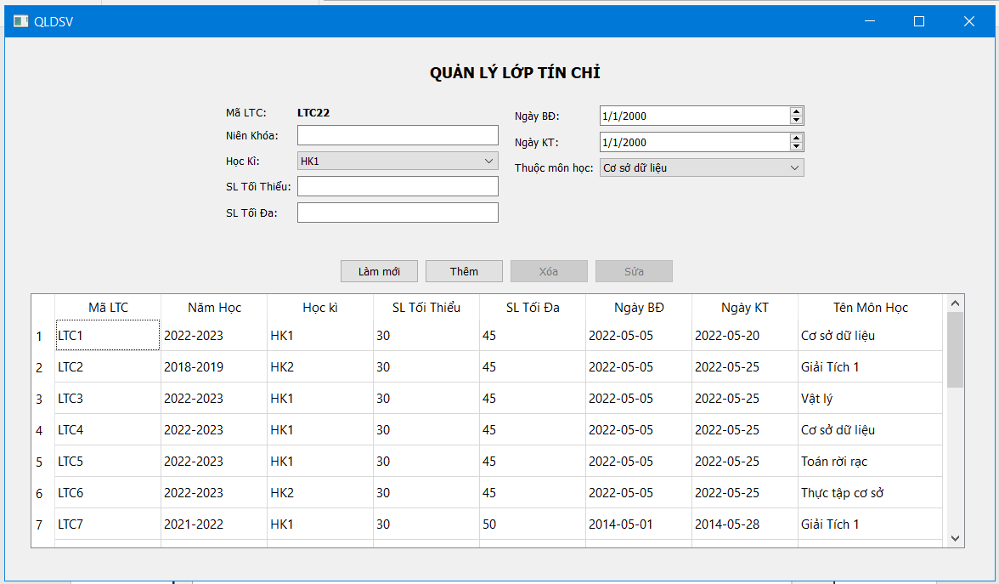 QLDSV
QUẢN LÝ LỚP TÍN CHỈ
Mã LTC: LTC22
Niên Khóa:
Học Kì: HK1
SL Tối Thiểu:
SL Tối Đa:
Ngày BĐ: 1/1/2000
Ngày KT: 1/1/2000
Thuộc môn học: Cơ sở dữ liệu
Làm mới Thêm Xóa Sửa
Mã LTC Năm Học Học kì SL Tối Thiểu SL Tối Đa Ngày BĐ Ngày KT Tên Môn Học
1 LTC1 2022-2023 HK1 30 45 2022-05-05 2022-05-20 Cơ sở dữ liệu
2 LTC2 2018-2019 HK2 30 45 2022-05-05 2022-05-25 Giải Tích 1
3 LTC3 2022-2023 HK1 30 45 2022-05-05 2022-05-25 Vật lý
4 LTC4 2022-2023 HK1 30 45 2022-05-05 2022-05-25 Cơ sở dữ liệu
5 LTC5 2022-2023 HK1 30 45 2022-05-05 2022-05-25 Toán rời rạc
6 LTC6 2022-2023 HK2 30 45 2022-05-05 2022-05-25 Thực tập cơ sở
7 LTC7 2021-2022 HK1 30 50 2014-05-01 2014-05-28 Giải Tích 1